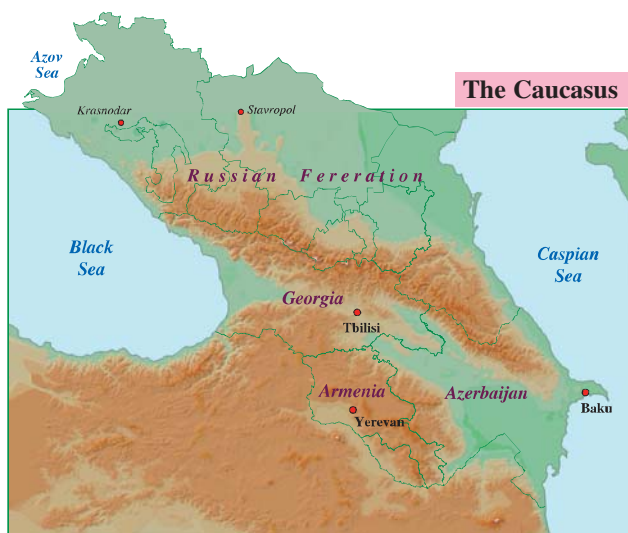 Azov
Sea
The Caucasus
Krasnodar
Stavropol
Russian Fereration
Black
Sea
Caspian
Sea
Georgia
Tbilisi
Armenia
Azerbaijan
Baku
Yerevan